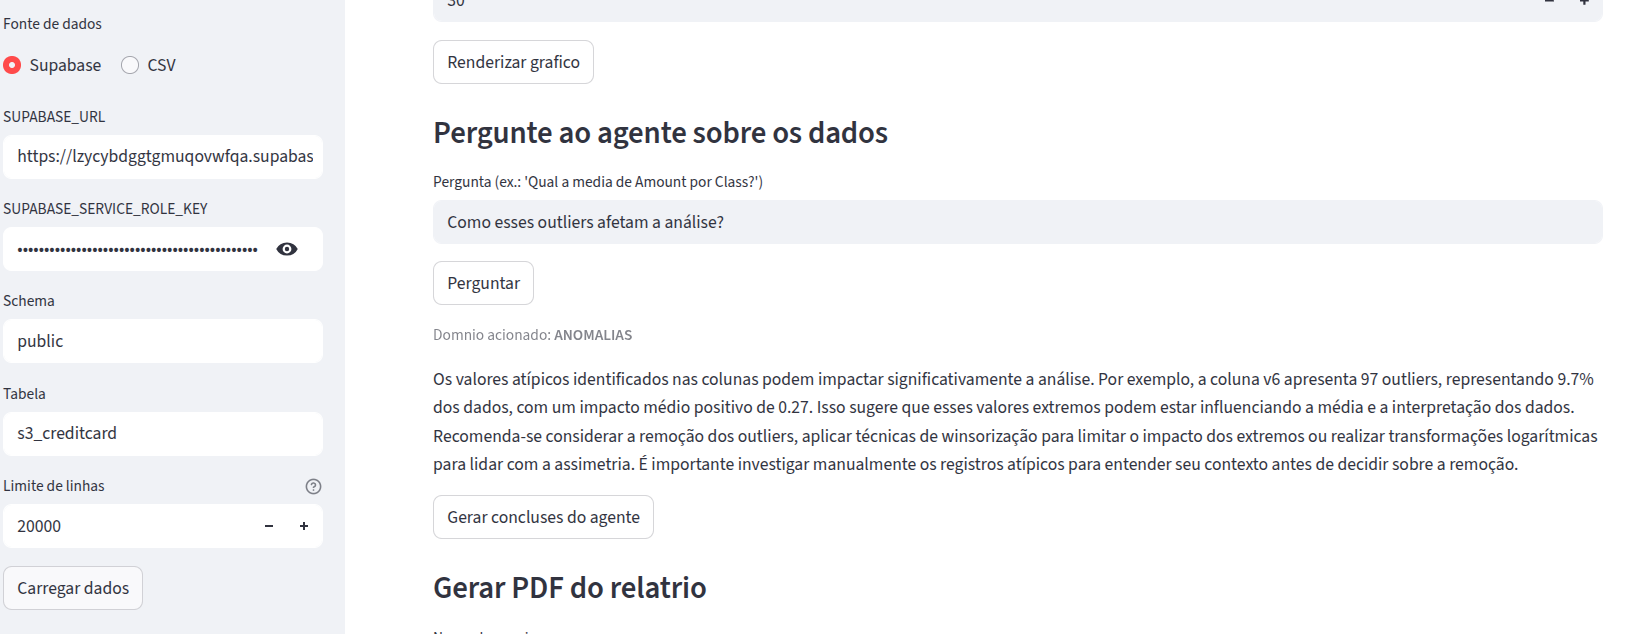 Fonte de dados
Supabase
CSV
SUPABASE_URL
https://lzycybdggtgmuqovwfqa.supabas
SUPABASE_SERVICE_ROLE_KEY
Schema
public
Tabela
s3_creditcard
Limite de linhas
20000
Carregar dados
30
Renderizar grafico
Pergunte ao agente sobre os dados
Pergunta (ex.: 'Qual a media de Amount por Class?')
Como esses outliers afetam a análise?
Perguntar
Domnio acionado: ANOMALIAS
Os valores atípicos identificados nas colunas podem impactar significativamente a análise. Por exemplo, a coluna v6 apresenta 97 outliers, representando 9.7%
dos dados, com um impacto médio positivo de 0.27. Isso sugere que esses valores extremos podem estar influenciando a média e a interpretação dos dados.
Recomenda-se considerar a remoção dos outliers, aplicar técnicas de winsorização para limitar o impacto dos extremos ou realizar transformações logarítmicas
para lidar com a assimetria. É importante investigar manualmente os registros atípicos para entender seu contexto antes de decidir sobre a remoção.
Gerar concluses do agente
Gerar PDF do relatrio